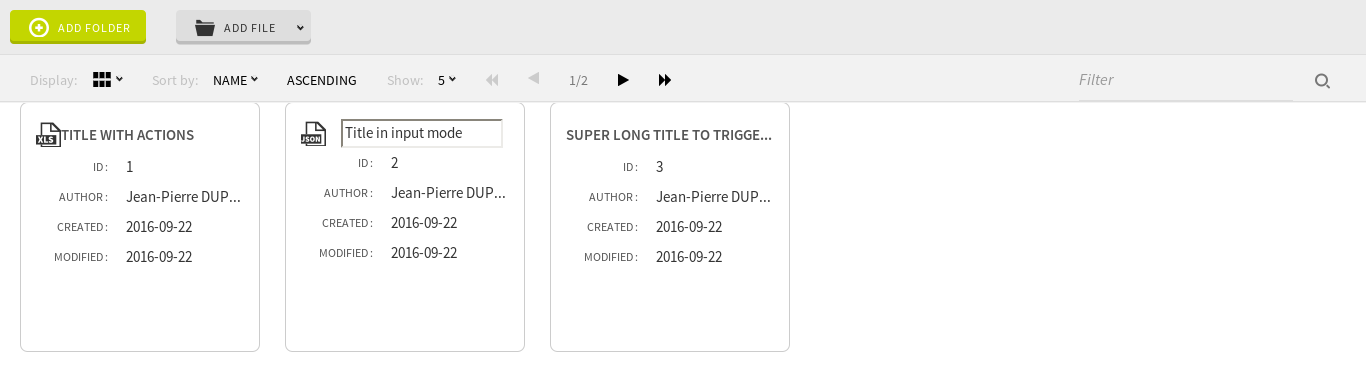 ADD FOLDER
ADD FILE
Display:
Sort by: NAME
ASCENDING
Show: 5
1/2
Filter
XLS
TITLE WITH ACTIONS
ID :
1
AUTHOR :
Jean-Pierre DUP...
CREATED :
2016-09-22
MODIFIED :
2016-09-22
JSON
Title in input mode
ID :
2
AUTHOR :
Jean-Pierre DUP...
CREATED :
2016-09-22
MODIFIED :
2016-09-22
SUPER LONG TITLE TO TRIGGE...
ID :
3
AUTHOR :
Jean-Pierre DUP...
CREATED :
2016-09-22
MODIFIED :
2016-09-22